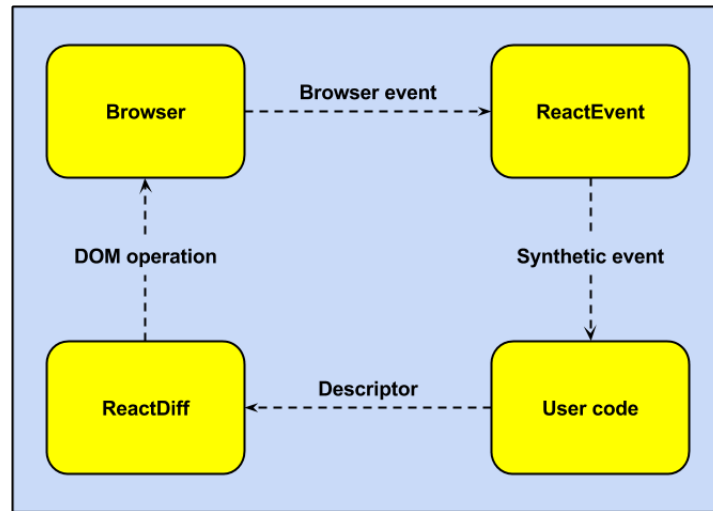 Browser
Browser event
ReactEvent
DOM operation
Synthetic event
ReactDiff
Descriptor
User code